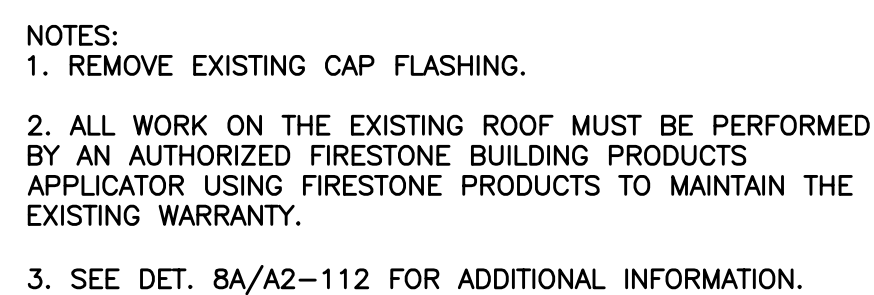 NOTES:
1. REMOVE EXISTING CAP FLASHING.
2. ALL WORK ON THE EXISTING ROOF MUST BE PERFORMED
BY AN AUTHORIZED FIRESTONE BUILDING PRODUCTS
APPLICATOR USING FIRESTONE PRODUCTS TO MAINTAIN THE
EXISTING WARRANTY.
3. SEE DET. 8A/A2-112 FOR ADDITIONAL INFORMATION.